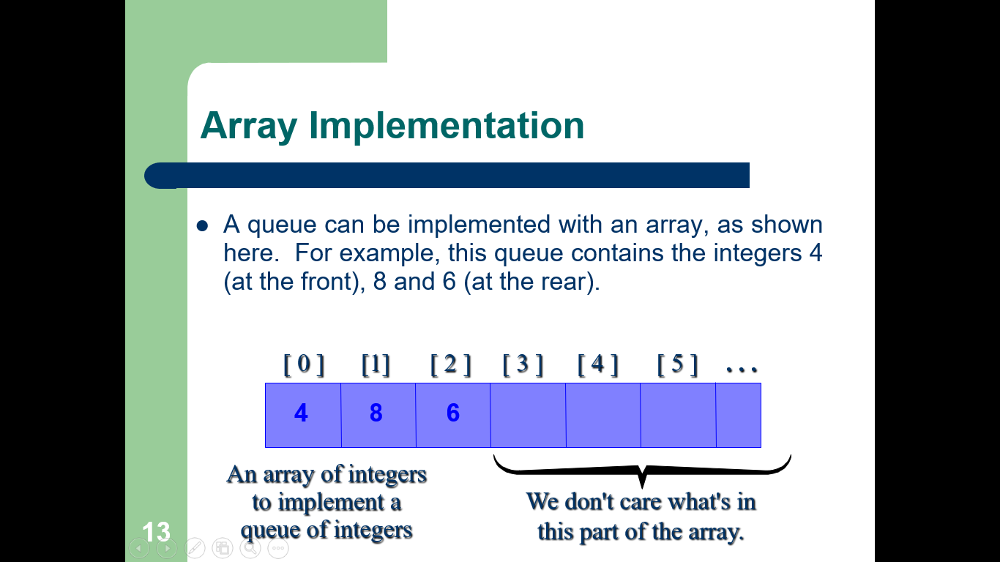 Array Implementation
● A queue can be implemented with an array, as shown
here.  For example, this queue contains the integers 4
(at the front), 8 and 6 (at the rear).
[ 0 ] [1] [ 2 ] [ 3 ] [ 4 ] [ 5 ] . . .
4 8 6
An array of integers
to implement a
queue of integers
We don't care what's in
this part of the array.
13